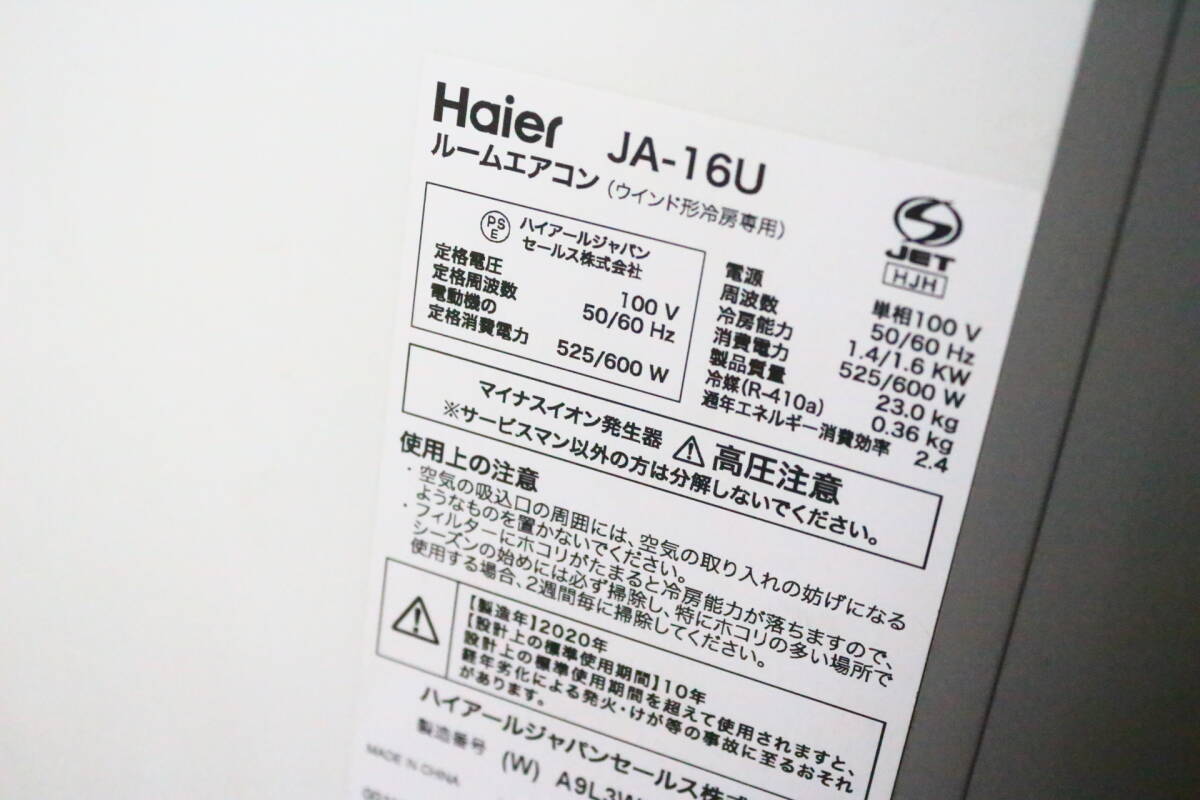 Haier JA-16U
ルームエアコン (ウインド形冷房専用)
PS
E
ハイアールジャパン
セールス株式会社
定格電圧 100 V
定格周波数 50/60 Hz
電動機の
定格消費電力 525/600 W
JET
HJH
電源 単相100 V
周波数 50/60 Hz
冷房能力 1.4/1.6 KW
消費電力 525/600 W
製品質量 23.0 kg
冷媒(R-410a) 0.36 kg
通年エネルギー消費効率 2.4
マイナスイオン発生器 高圧注意
※サービスマン以外の方は分解しないでください。
使用上の注意
・空気の吸込口の周囲には、空気の取り入れの妨げになる
ようなものを置かないでください。
・フィルターにホコリがたまると冷房能力が落ちますので、
シーズンの始めには必ず掃除し、特にホコリの多い場所で
使用する場合、2週間毎に掃除してください。
【製造年】2020年
【設計上の標準使用期間】10年
設計上の標準使用期間を超えて使用されますと、
経年劣化による発火・けが等の事故に至るおそれ
があります。
ハイアールジャパンセールス株式
製造番号 (W) A9L3W
MADE IN CHINA